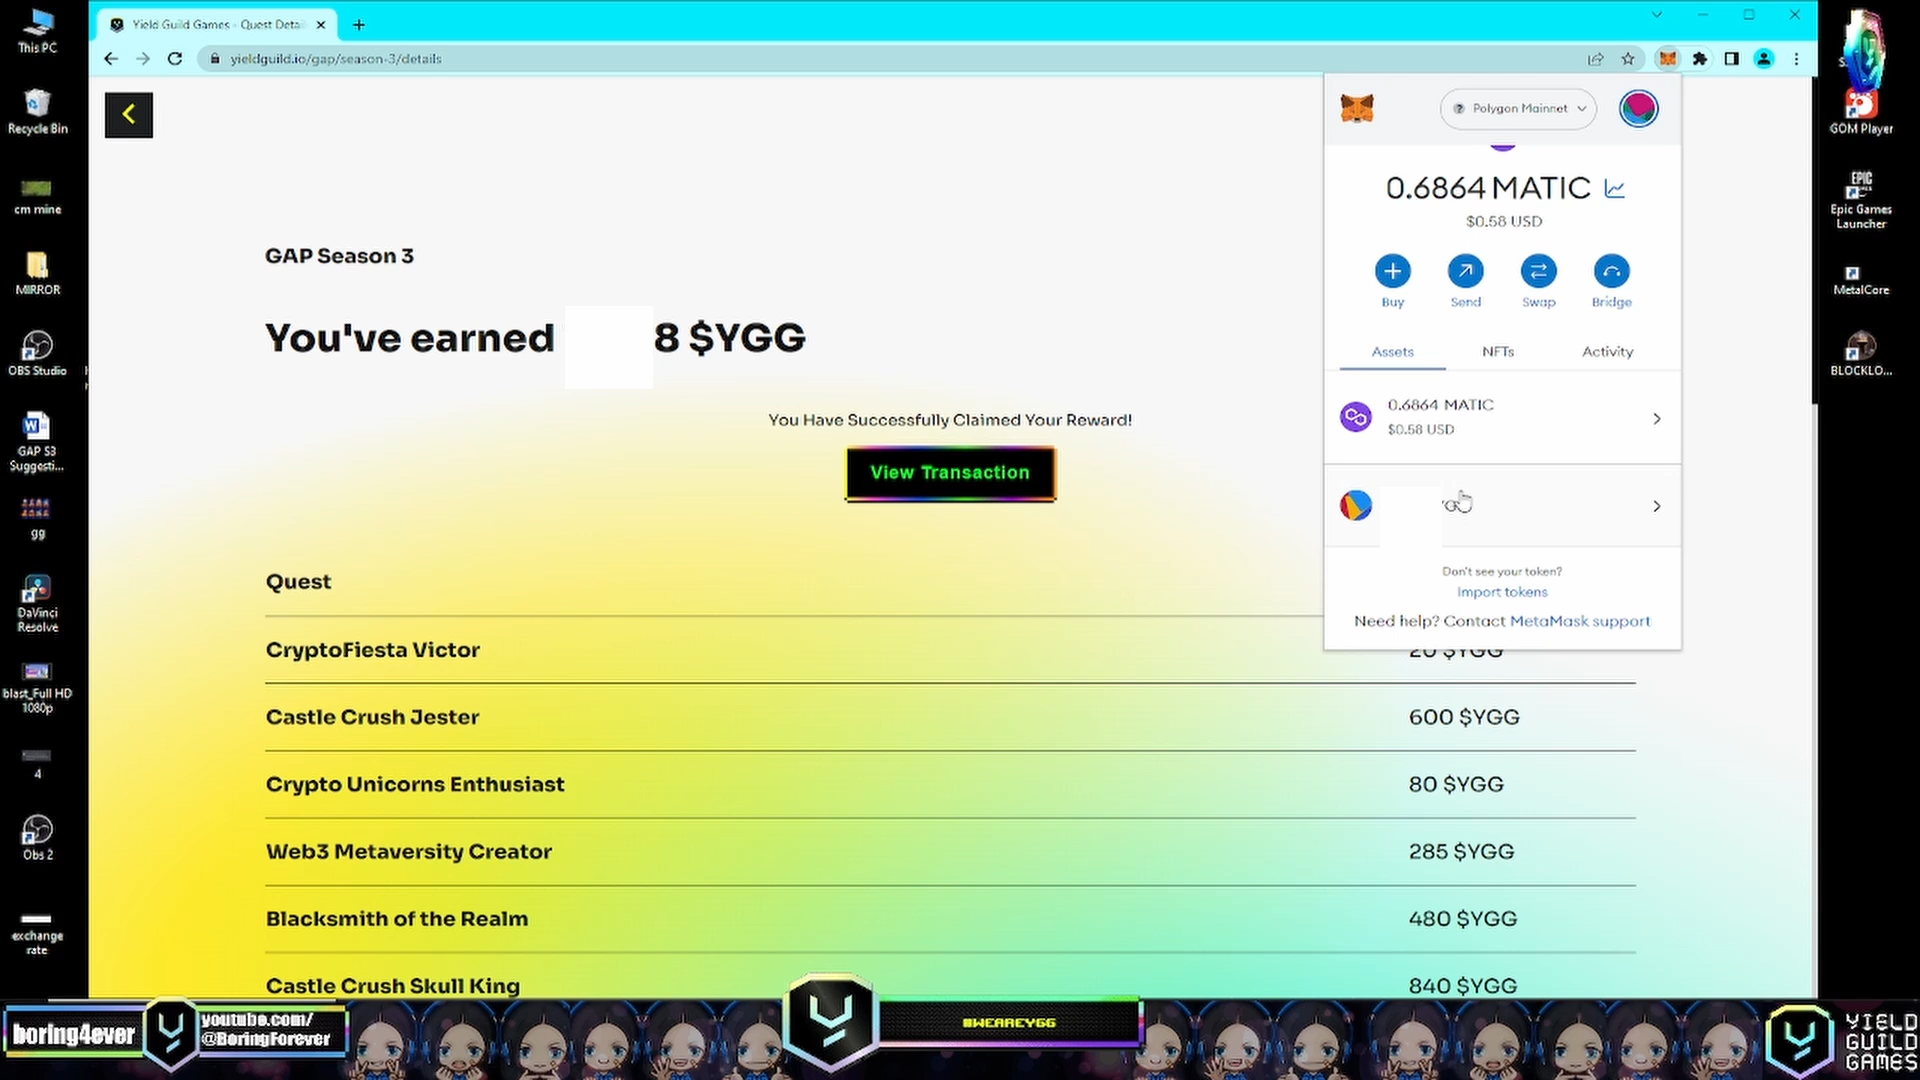 This PC
Recycle Bin
cm mine
MIRROR
OBS Studio
GAP S3
Suggesti...
gg
DaVinci
Resolve
blast_Full HD
1080p
4
Obs 2
exchange
rate
Yield Guild Games - Quest Detai
yieldguild.io/gap/season-3/details
GAP Season 3
You've earned 8 $YGG
You Have Successfully Claimed Your Reward!
View Transaction
Quest
CryptoFiesta Victor 20 $YGG
Castle Crush Jester 600 $YGG
Crypto Unicorns Enthusiast 80 $YGG
Web3 Metaversity Creator 285 $YGG
Blacksmith of the Realm 480 $YGG
Castle Crush Skull King 840 $YGG
Polygon Mainnet
0.6864 MATIC
$0.58 USD
Buy Send Swap Bridge
Assets NFTs Activity
0.6864 MATIC
$0.58 USD
Don't see your token?
Import tokens
Need help? Contact MetaMask support
GOM Player
EPIC
GAMES
Epic Games
Launcher
MetalCore
BLOCKLO...
boring4ever
youtube.com/
@BoringForever
#WEAREYGG
YIELD
GUILD
GAMES